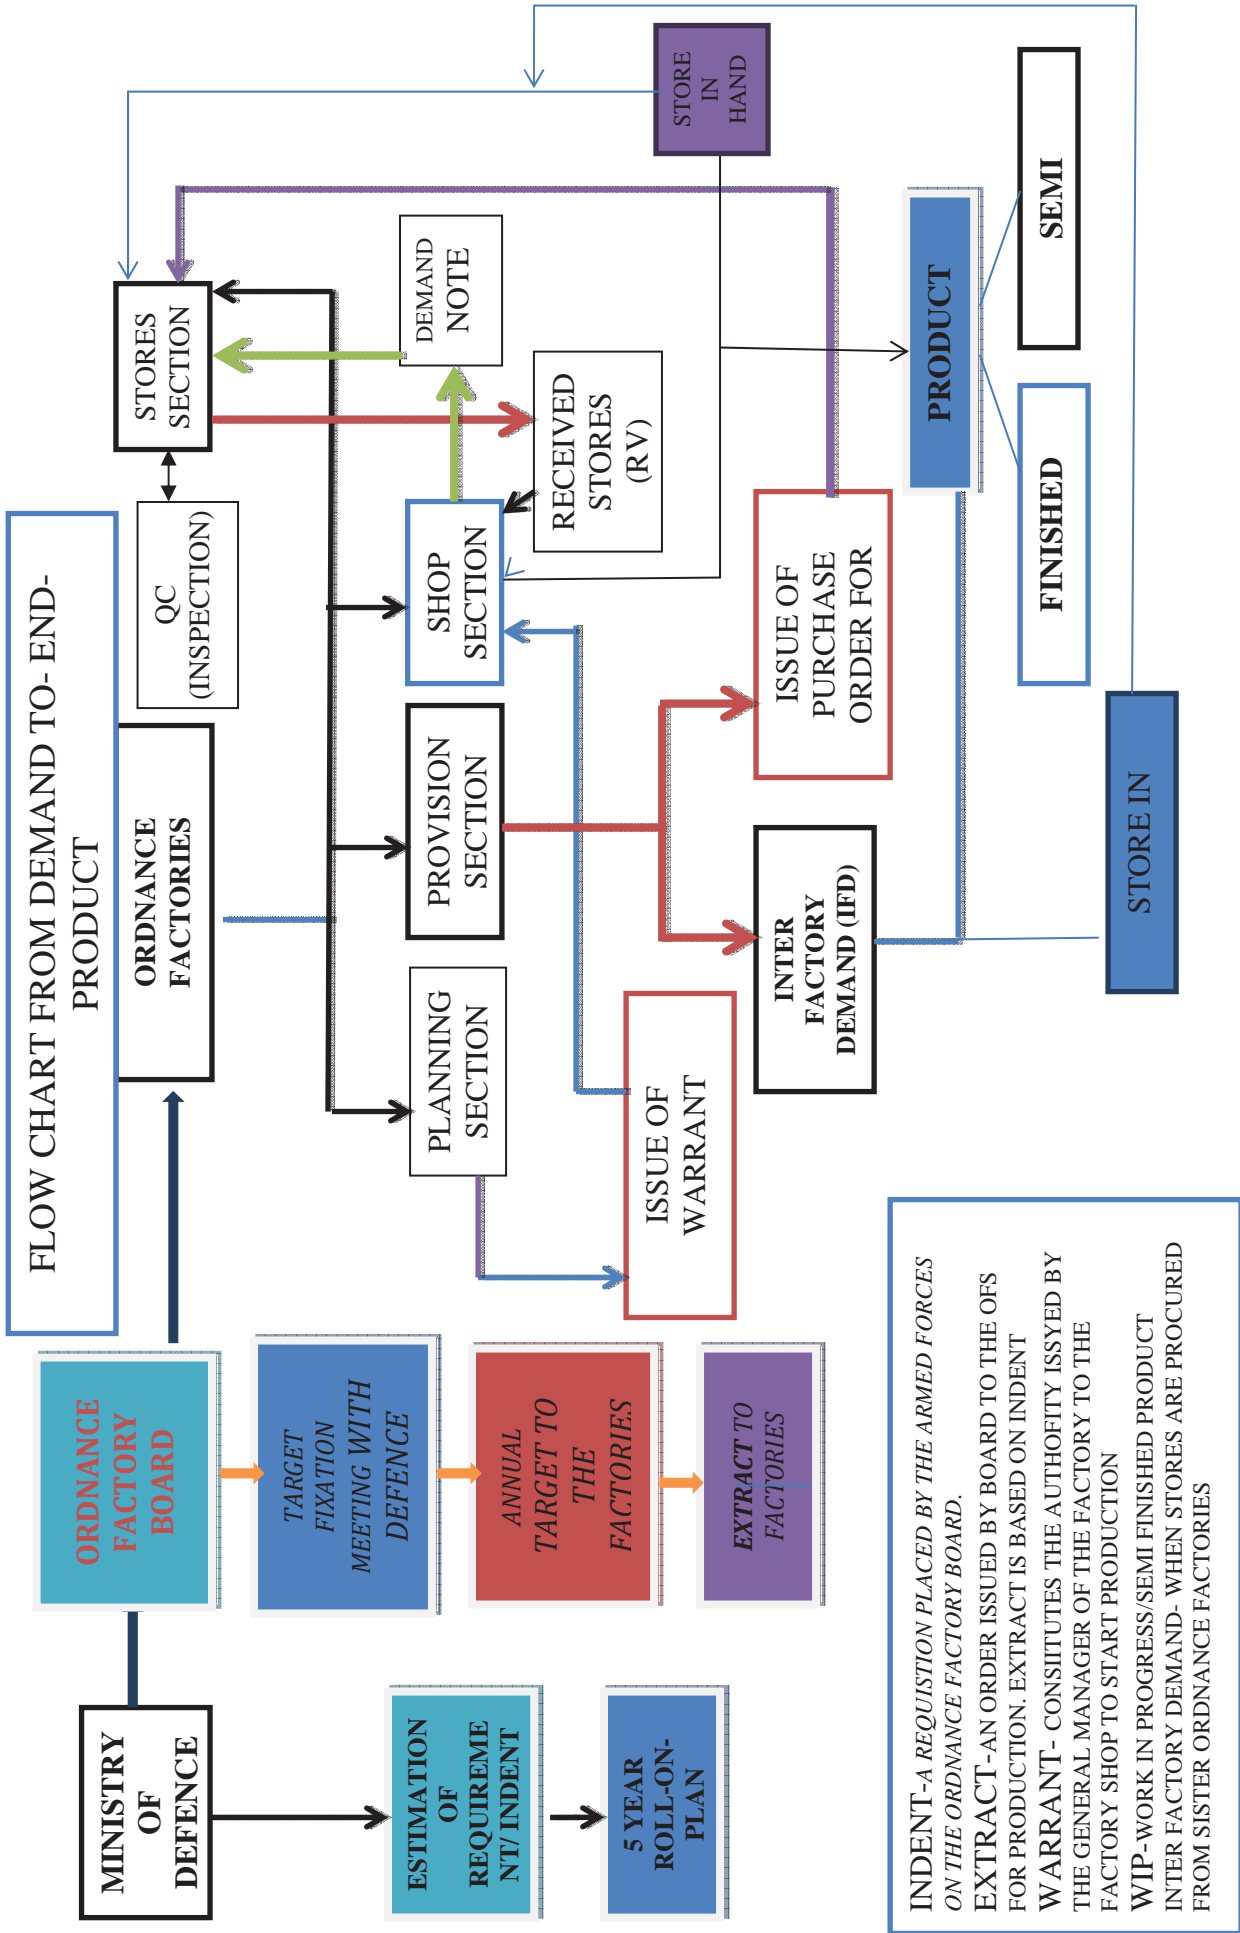 FLOW CHART FROM DEMAND TO- END-
PRODUCT
MINISTRY
OF
DEFENCE
ORDNANCE
FACTORY
BOARD
ORDNANCE
FACTORIES
QC
(INSPECTION)
STORES
SECTION
ESTIMATION
OF
REQUIREME
NT/ INDENT
5 YEAR
ROLL-ON-
PLAN
TARGET
FIXATION
MEETING WITH
DEFENCE
ANNUAL
TARGET TO
THE
FACTORIES
EXTRACT TO
FACTORIES
PLANNING
SECTION
PROVISION
SECTION
SHOP
SECTION
DEMAND
NOTE
RECEIVED
STORES
(RV)
STORE
IN
HAND
ISSUE OF
WARRANT
INTER
FACTORY
DEMAND (IFD)
ISSUE OF
PURCHASE
ORDER FOR
PRODUCT
FINISHED
SEMI
STORE IN
INDENT-A REQUISTION PLACED BY THE ARMED FORCES
ON THE ORDNANCE FACTORY BOARD.
EXTRACT-AN ORDER ISSUED BY BOARD TO THE OFS
FOR PRODUCTION. EXTRACT IS BASED ON INDENT
WARRANT- CONSITUTES THE AUTHOFITY ISSYED BY
THE GENERAL MANAGER OF THE FACTORY TO THE
FACTORY SHOP TO START PRODUCTION
WIP-WORK IN PROGRESS/SEMI FINISHED PRODUCT
INTER FACTORY DEMAND- WHEN STORES ARE PROCURED
FROM SISTER ORDNANCE FACTORIES